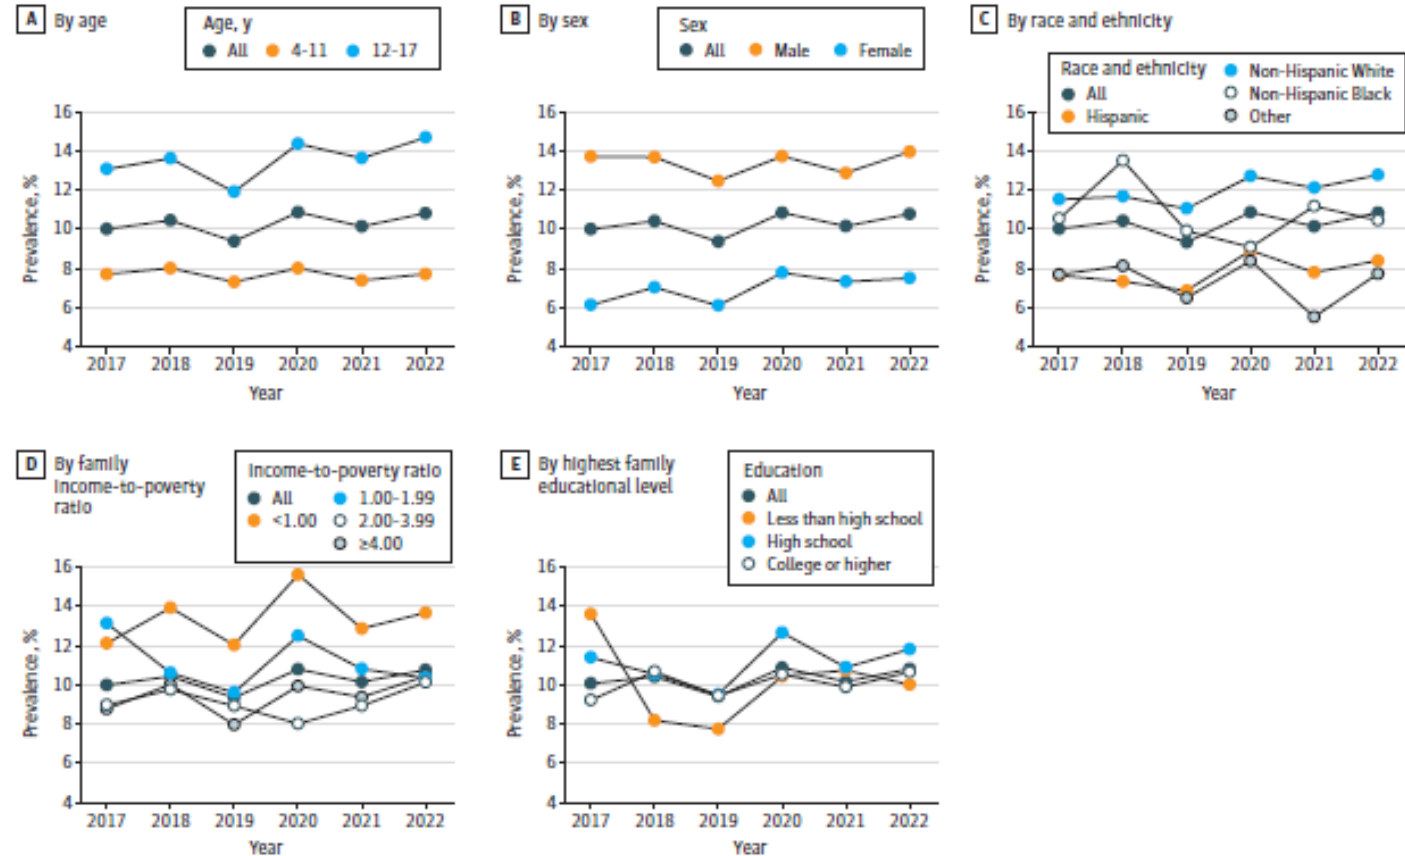 A By age
Age, y
All 4-11 12-17
Prevalence, %
16
14
12
10
8
6
4
2017 2018 2019 2020 2021 2022
Year
B By sex
Sex
All Male Female
Prevalence, %
16
14
12
10
8
6
4
2017 2018 2019 2020 2021 2022
Year
C By race and ethnicity
Race and ethnicity Non-Hispanic White
All Non-Hispanic Black
Hispanic Other
Prevalence, %
16
14
12
10
8
6
4
2017 2018 2019 2020 2021 2022
Year
D By family
income-to-poverty
ratio
Income-to-poverty ratio
All 1.00-1.99
<1.00 2.00-3.99
≥4.00
Prevalence, %
16
14
12
10
8
6
4
2017 2018 2019 2020 2021 2022
Year
E By highest family
educational level
Education
All
Less than high school
High school
College or higher
Prevalence, %
16
14
12
10
8
6
4
2017 2018 2019 2020 2021 2022
Year